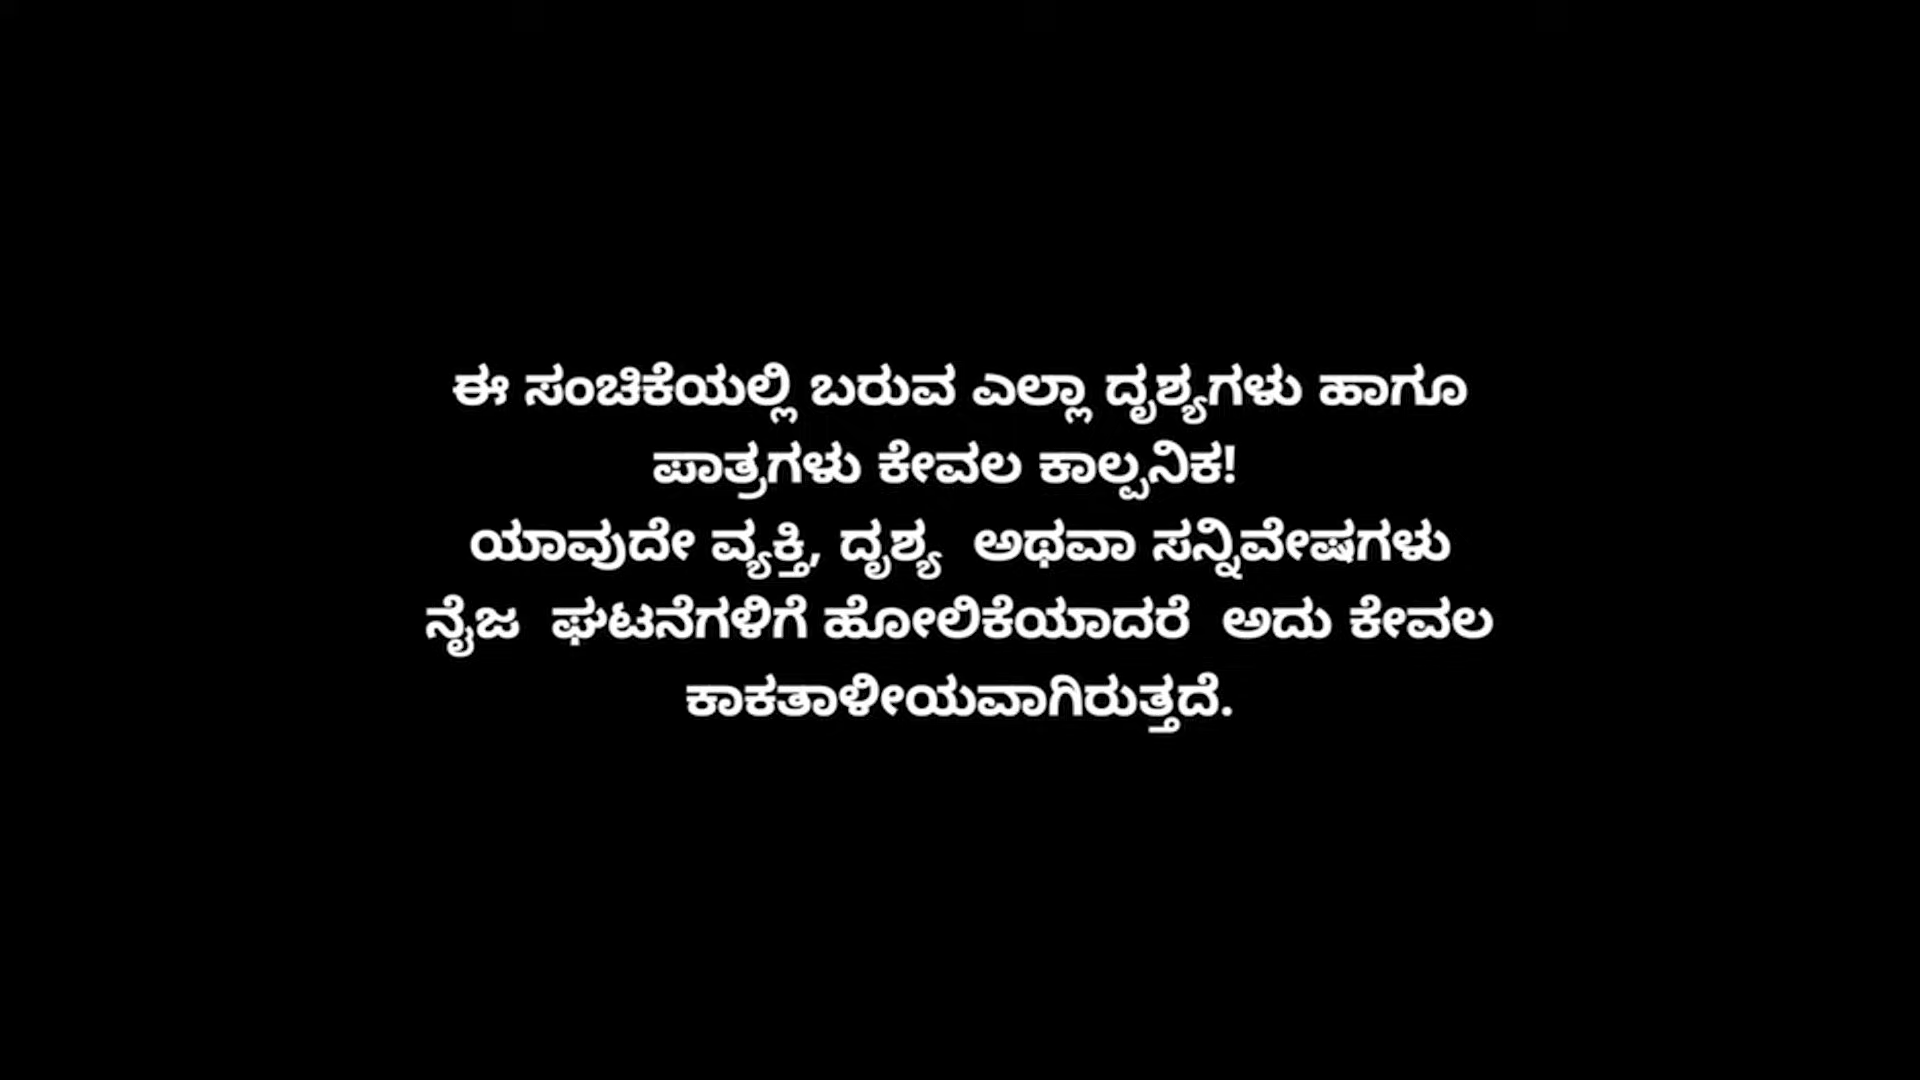 ಈ ಸಂಚಿಕೆಯಲ್ಲಿ ಬರುವ ಎಲ್ಲಾ ದೃಶ್ಯಗಳು ಹಾಗೂ
ಪಾತ್ರಗಳು ಕೇವಲ ಕಾಲ್ಪನಿಕ!
ಯಾವುದೇ ವ್ಯಕ್ತಿ, ದೃಶ್ಯ ಅಥವಾ ಸನ್ನಿವೇಷಗಳು
ನೈಜ ಘಟನೆಗಳಿಗೆ ಹೋಲಿಕೆಯಾದರೆ ಅದು ಕೇವಲ
ಕಾಕತಾಳೀಯವಾಗಿರುತ್ತದೆ.